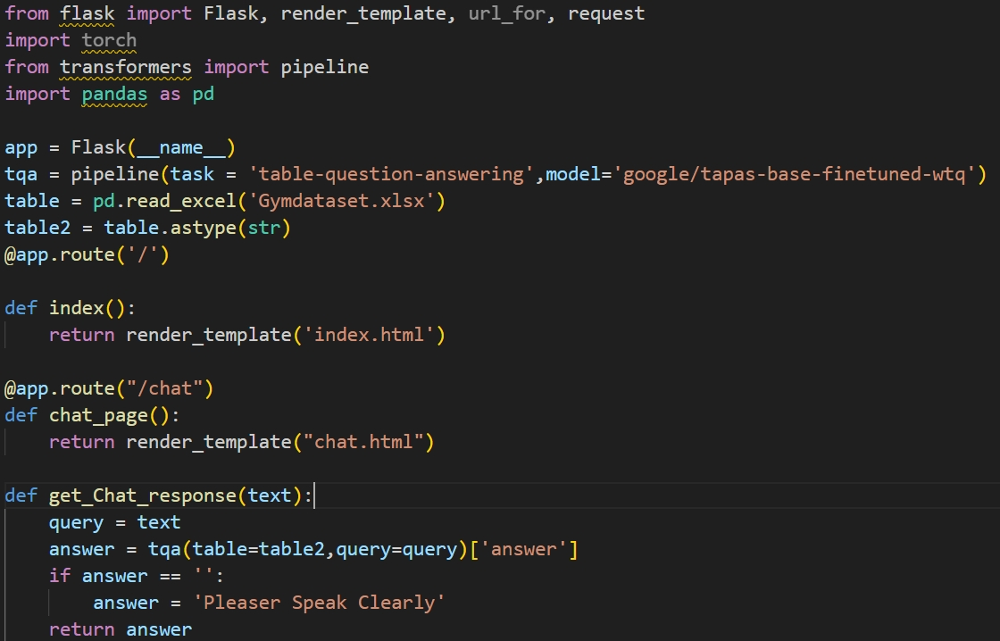 from flask import Flask, render_template, url_for, request
import torch
from transformers import pipeline
import pandas as pd
app = Flask(__name__)
tqa = pipeline(task = 'table-question-answering',model='google/tapas-base-finetuned-wtq')
table = pd.read_excel('Gymdataset.xlsx')
table2 = table.astype(str)
@app.route('/')
def index():
    return render_template('index.html')
@app.route("/chat")
def chat_page():
    return render_template("chat.html")
def get_Chat_response(text):
    query = text
    answer = tqa(table=table2,query=query)['answer']
    if answer == '':
        answer = 'Pleaser Speak Clearly'
    return answer